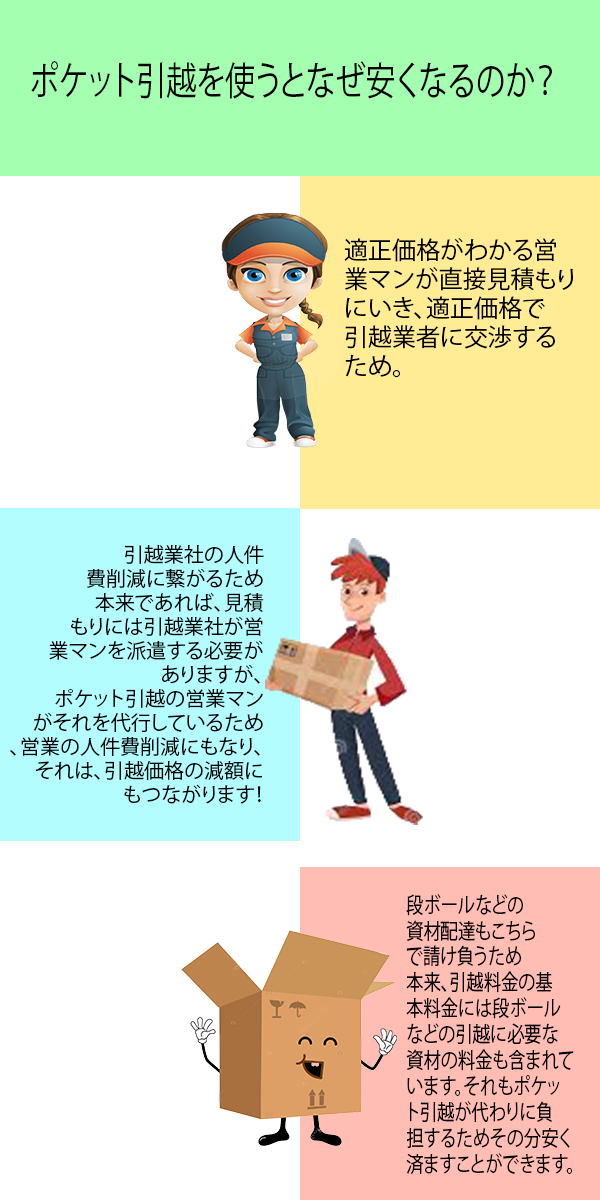 ポケット引越を使うとなぜ安くなるのか？
適正価格がわかる営
業マンが直接見積もり
にいき、適正価格で
引越業者に交渉する
ため。
引越業社の人件
費削減に繋がるため
本来であれば、見積
もりには引越業社が営
業マンを派遣する必要が
ありますが、
ポケット引越の営業マン
がそれを代行しているため
、営業の人件費削減にもなり、
それは、引越価格の減額に
もつながります！
段ボールなどの
資材配達もこちら
で請け負うため
本来、引越料金の基
本料金には段ボール
などの引越に必要な
資材の料金も含まれて
います。それもポケッ
ト引越が代わりに負
担するためその分安く
済ますことができます。